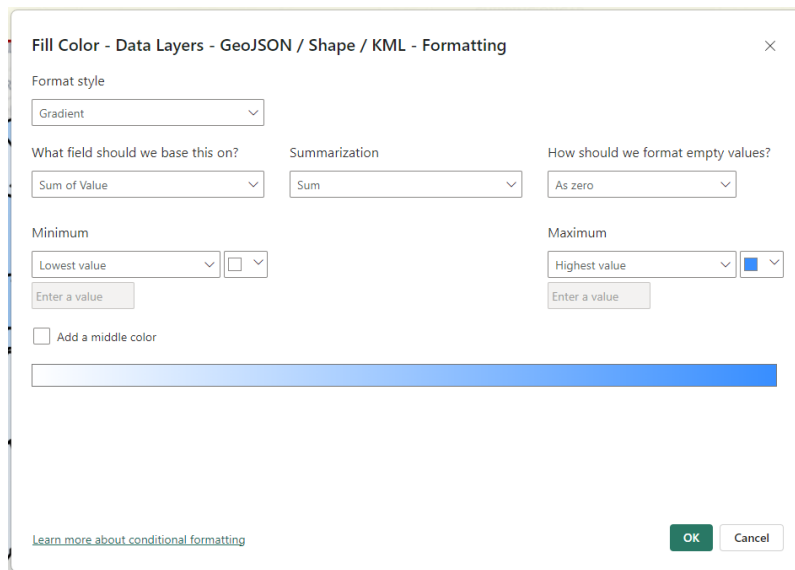 Fill Color - Data Layers - GeoJSON / Shape / KML - Formatting
Format style
Gradient
What field should we base this on? Summarization How should we format empty values?
Sum of Value Sum As zero
Minimum Maximum
Lowest value Highest value
Enter a value Enter a value
Add a middle color
Learn more about conditional formatting OK Cancel